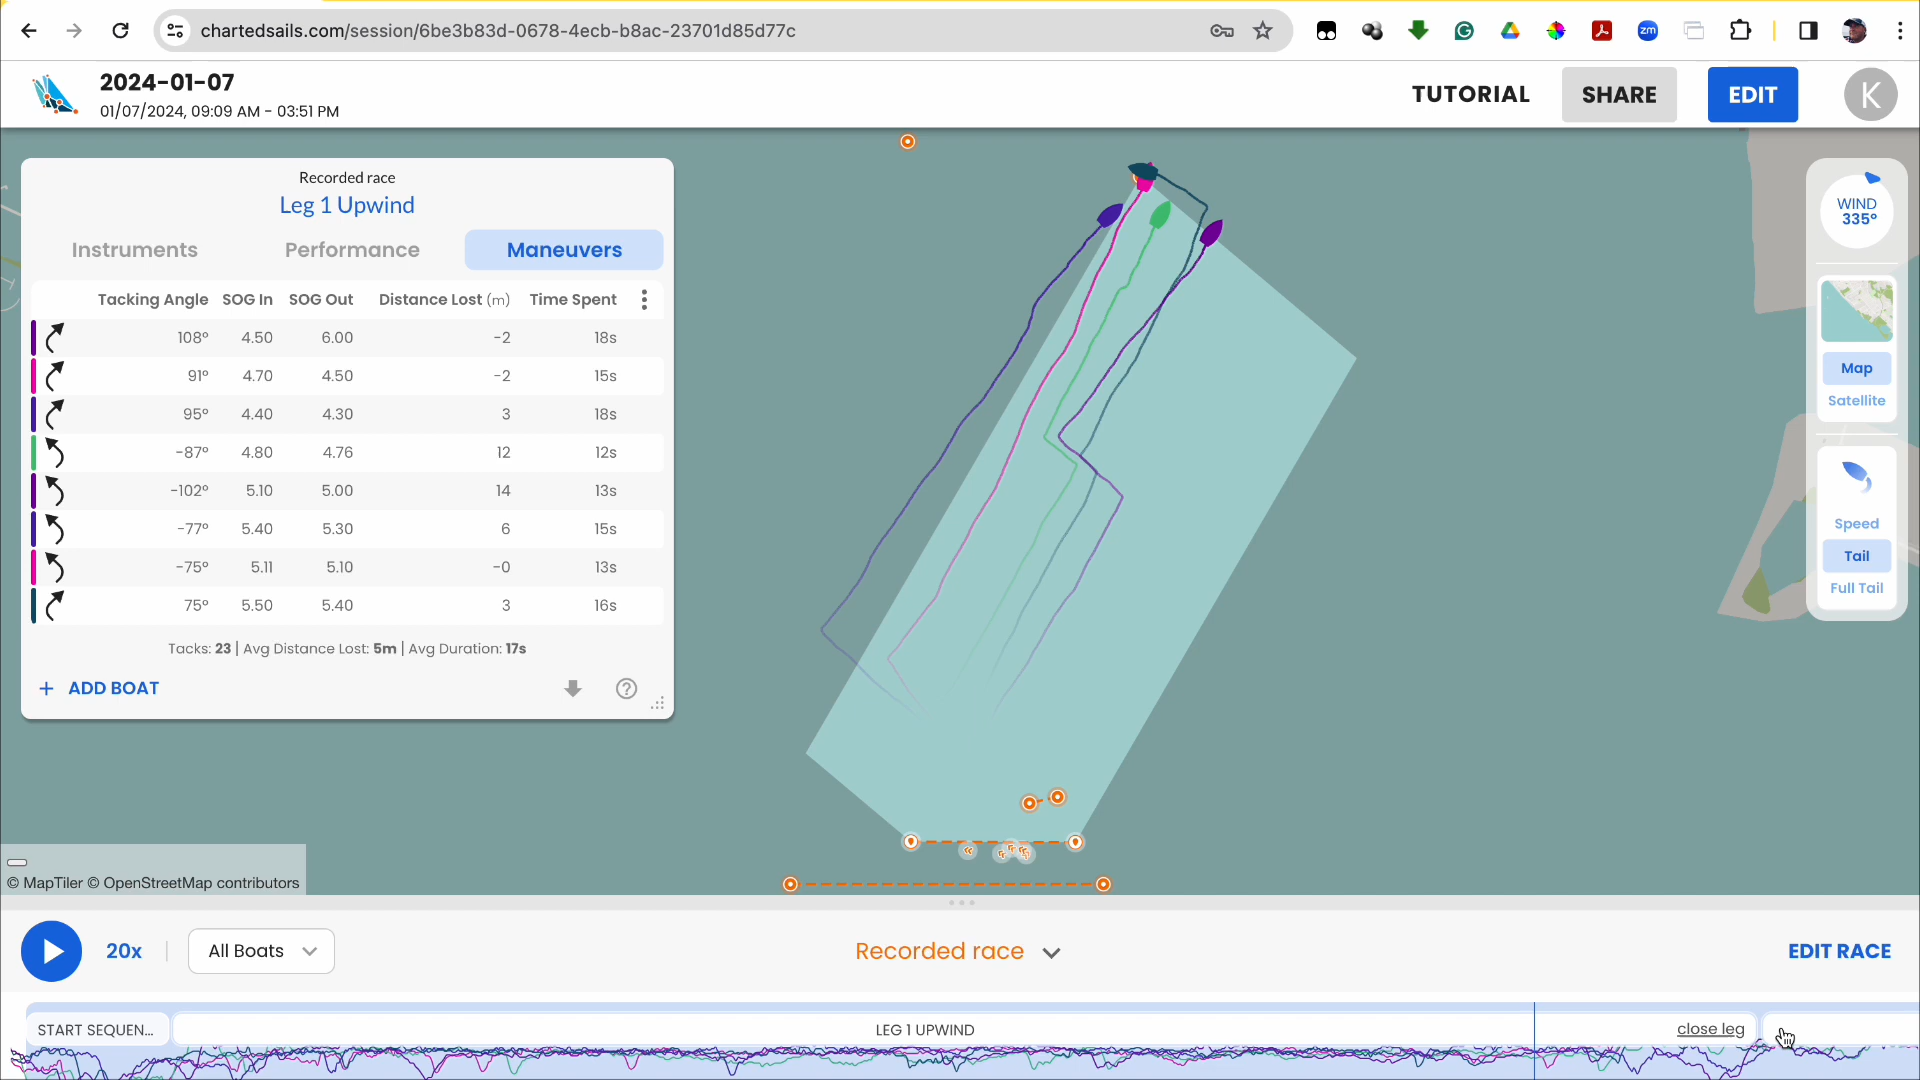 chartedsails.com/session/6be3b83d-0678-4ecb-b8ac-23701d85d77c
zm
2024-01-07
01/07/2024, 09:09 AM - 03:51 PM
TUTORIAL
SHARE
EDIT
K
Recorded race
Leg 1 Upwind
Instruments
Performance
Maneuvers
Tacking Angle SOG In SOG Out Distance Lost (m) Time Spent
108° 4.50 6.00 -2 18s
91° 4.70 4.50 -2 15s
95° 4.40 4.30 3 18s
-87° 4.80 4.76 12 12s
-102° 5.10 5.00 14 13s
-77° 5.40 5.30 6 15s
-75° 5.11 5.10 -0 13s
75° 5.50 5.40 3 16s
Tacks: 23 | Avg Distance Lost: 5m | Avg Duration: 17s
+ ADD BOAT
?
WIND
335°
Map
Satellite
Speed
Tail
Full Tail
© MapTiler © OpenStreetMap contributors
20x
All Boats
Recorded race
EDIT RACE
START SEQUEN...
LEG 1 UPWIND
close leg